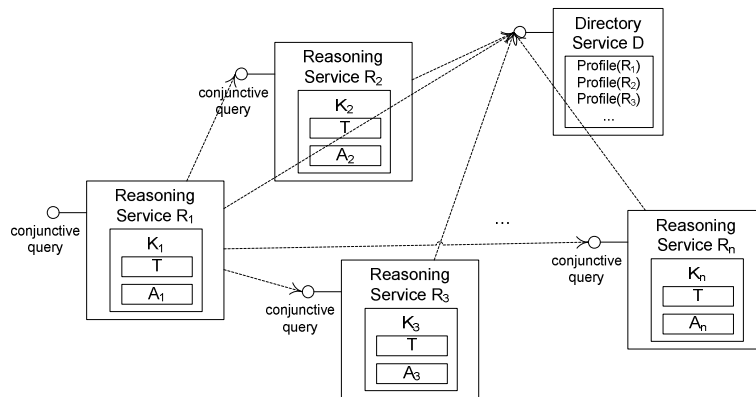 Directory
Service D
Profile(R₁)
Profile(R₂)
Profile(R₃)
...
Reasoning
Service R₂
K₂
T
A₂
conjunctive
query
Reasoning
Service R₁
K₁
T
A₁
conjunctive
query
...
Reasoning
Service Rₙ
Kₙ
T
Aₙ
conjunctive
query
Reasoning
Service R₃
K₃
T
A₃
conjunctive
query